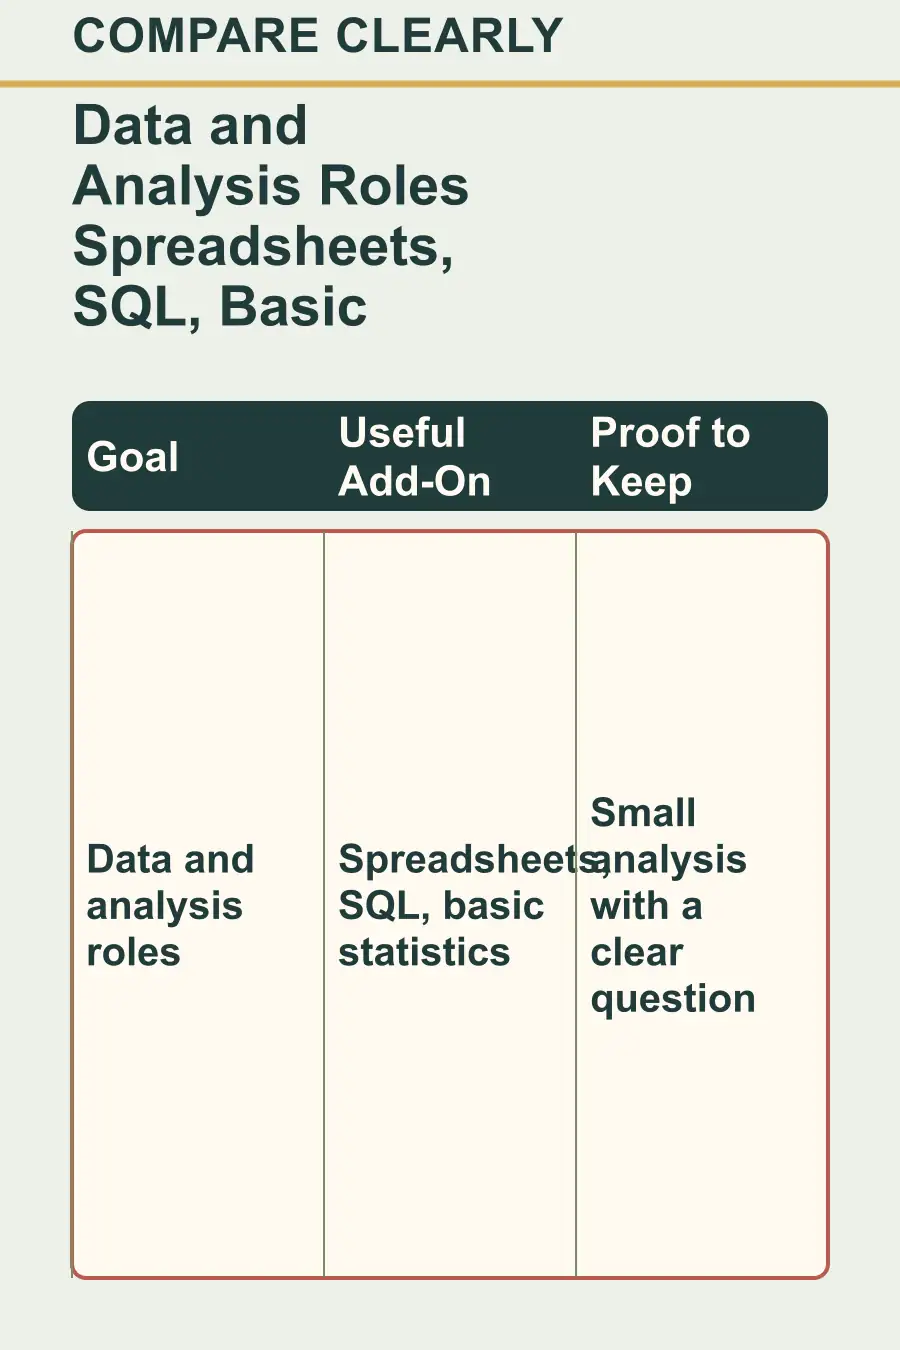 COMPARE CLEARLY
Data and
Analysis Roles
Spreadsheets,
SQL, Basic
Goal
Useful
Add-On
Proof to
Keep
Data and
analysis
roles
Spreadsheets,
SQL, basic
statistics
Small
analysis
with a
clear
question